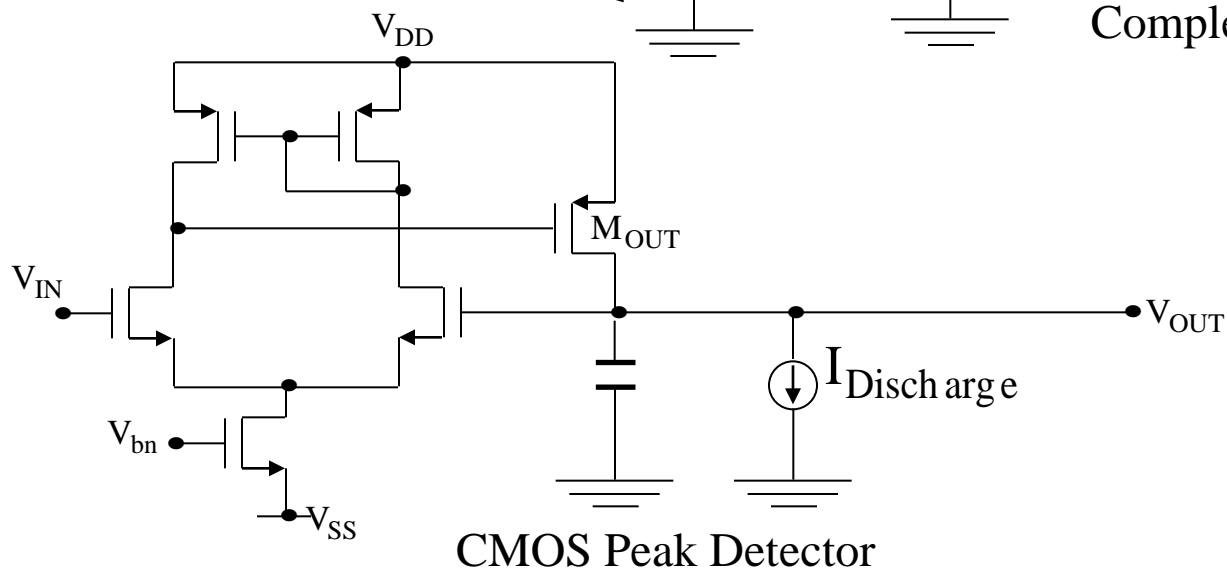 Comple
V_DD
M_OUT
V_IN
V_OUT
I_Discharge
V_bn
V_SS
CMOS Peak Detector